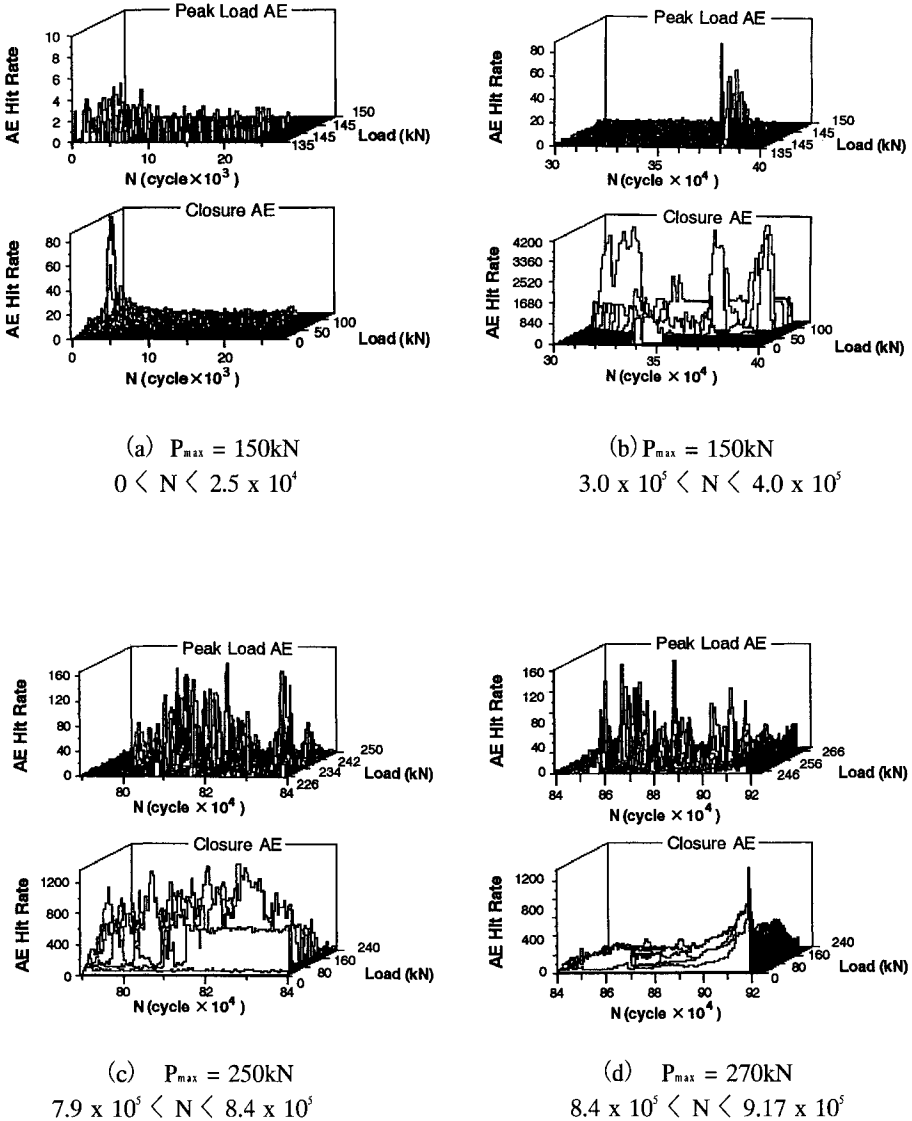 Peak Load AE
AE Hit Rate
10
8
6
4
2
0
0 10 20
N (cycle×10³)
135 145 145 150
Load (kN)
Closure AE
AE Hit Rate
80
60
40
20
0
0 10 20
N (cycle×10³)
0 50 100
Load (kN)
(a) Pmax = 150kN
0 < N < 2.5 x 10⁴
Peak Load AE
AE Hit Rate
80
60
40
20
0
30 35 40
N (cycle × 10⁴)
135 145 145 150
Load (kN)
Closure AE
AE Hit Rate
4200
3360
2520
1680
840
0
30 35 40
N (cycle × 10⁴)
0 50 100
Load (kN)
(b) Pmax = 150kN
3.0 x 10⁵ < N < 4.0 x 10⁵
Peak Load AE
AE Hit Rate
160
120
80
40
0
80 82 84
N (cycle × 10⁴)
226 234 242 250
Load (kN)
Closure AE
AE Hit Rate
1200
800
400
0
80 82 84
N (cycle × 10⁴)
0 80 160 240
Load (kN)
(c) Pmax = 250kN
7.9 x 10⁵ < N < 8.4 x 10⁵
Peak Load AE
AE Hit Rate
160
120
80
40
0
84 86 88 90 92
N (cycle × 10⁴)
246 256 266
Load (kN)
Closure AE
AE Hit Rate
1200
800
400
0
84 86 88 90 92
N (cycle × 10⁴)
0 80 160 240
Load (kN)
(d) Pmax = 270kN
8.4 x 10⁵ < N < 9.17 x 10⁵